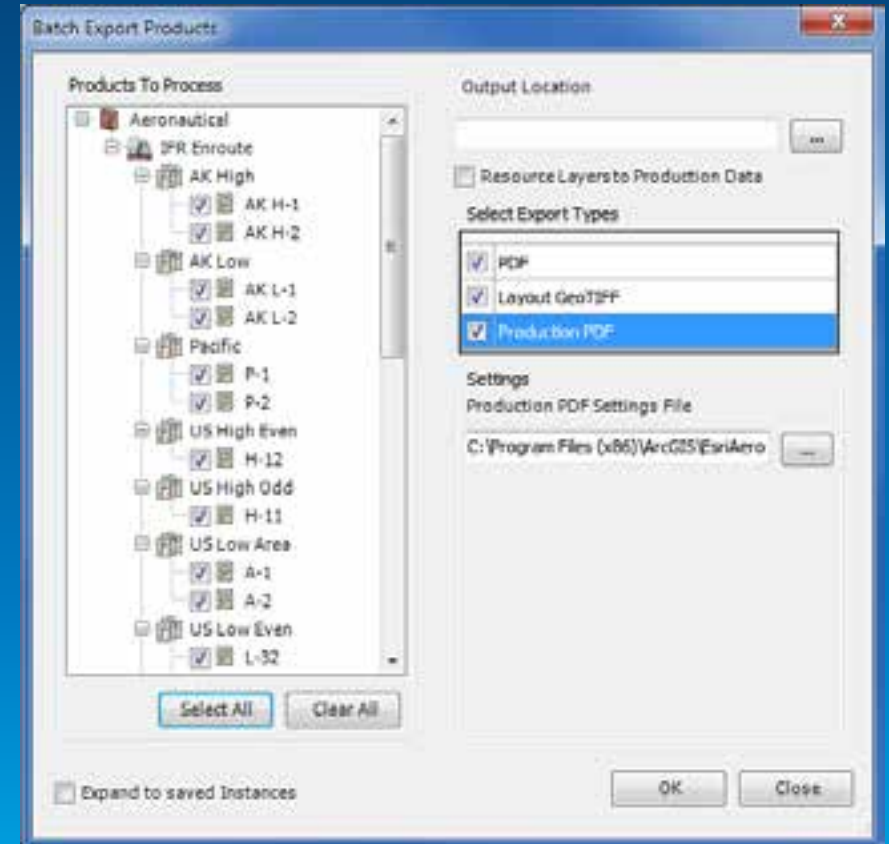 Batch Export Products
Products To Process
Aeronautical
IFR Enroute
AK High
AK H-1
AK H-2
AK Low
AK L-1
AK L-2
Pacific
P-1
P-2
US High Even
H-12
US High Odd
H-11
US Low Area
A-1
A-2
US Low Even
L-32
Select All
Clear All
Expand to saved Instances
Output Location
...
Resource Layers to Production Data
Select Export Types
PDF
Layout GeoTIFF
Production PDF
Settings
Production PDF Settings File
C:\Program Files (x86)\ArcGIS\EsriAero
...
OK
Close